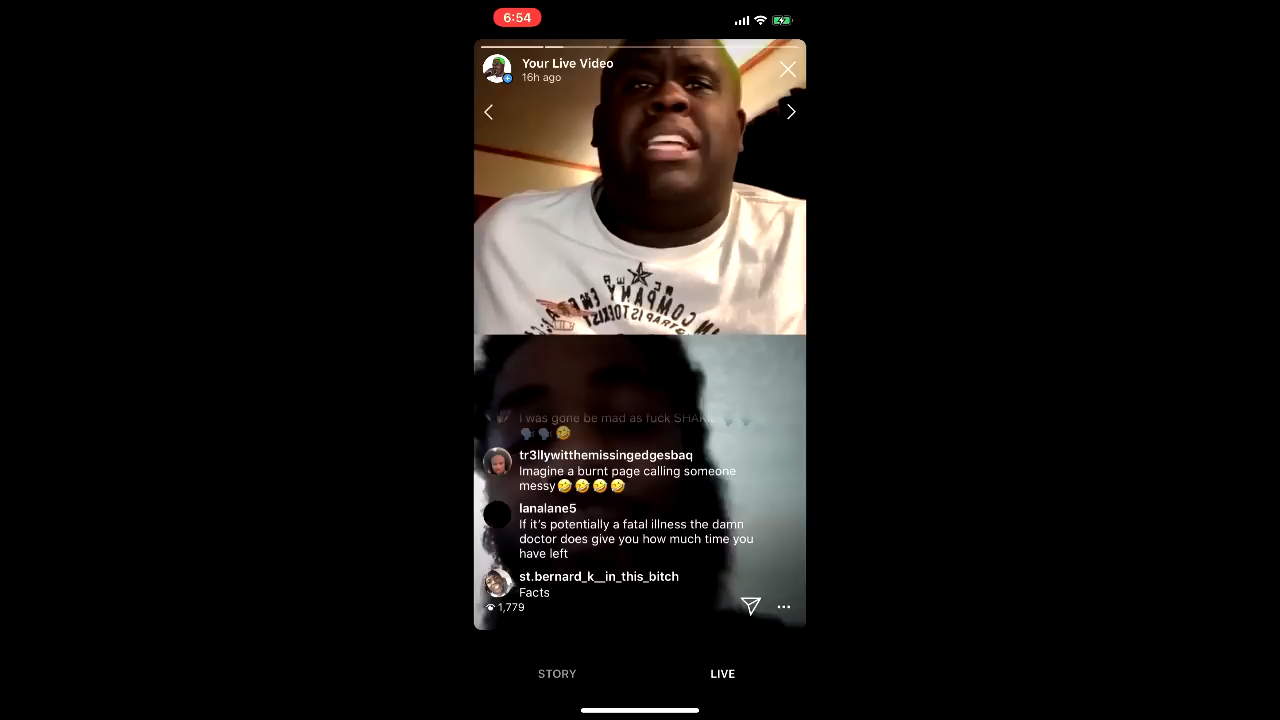 6:54
Your Live Video
16h ago
COMPANY
I was gone be mad as fuck
tr3llywitthemissingedgesbaq
Imagine a burnt page calling someone
messy🤣🤣🤣🤣
lanalane5
If it's potentially a fatal illness the damn
doctor does give you how much time you
have left
st.bernard_k__in_this_bitch
Facts
1,779
STORY
LIVE